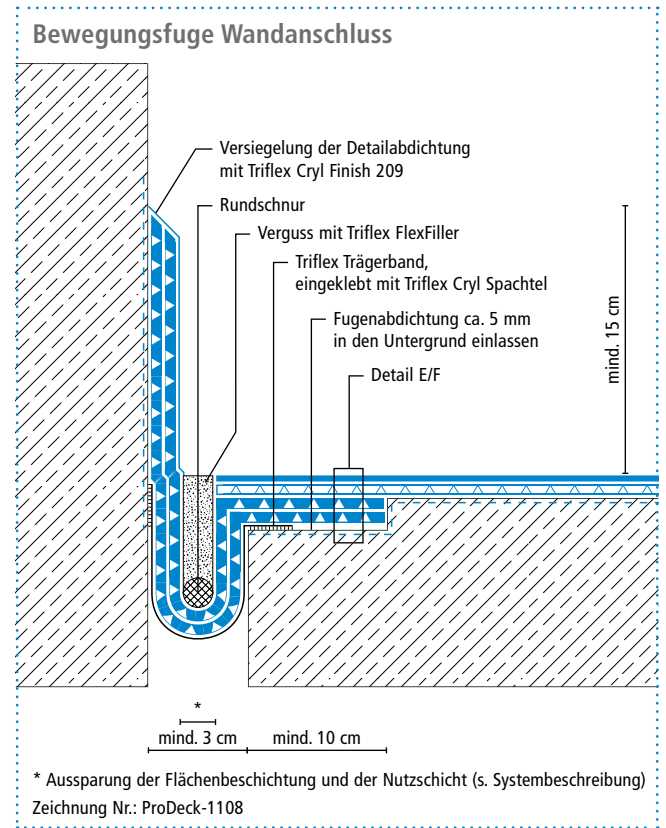 Bewegungsfuge Wandanschluss
Versiegelung der Detailabdichtung
mit Triflex Cryl Finish 209
Rundschnur
Verguss mit Triflex FlexFiller
Triflex Trägerband,
eingeklebt mit Triflex Cryl Spachtel
Fugenabdichtung ca. 5 mm
in den Untergrund einlassen
Detail E/F
mind. 15 cm
*
mind. 3 cm
mind. 10 cm
* Aussparung der Flächenbeschichtung und der Nutzschicht (s. Systembeschreibung)
Zeichnung Nr.: ProDeck-1108